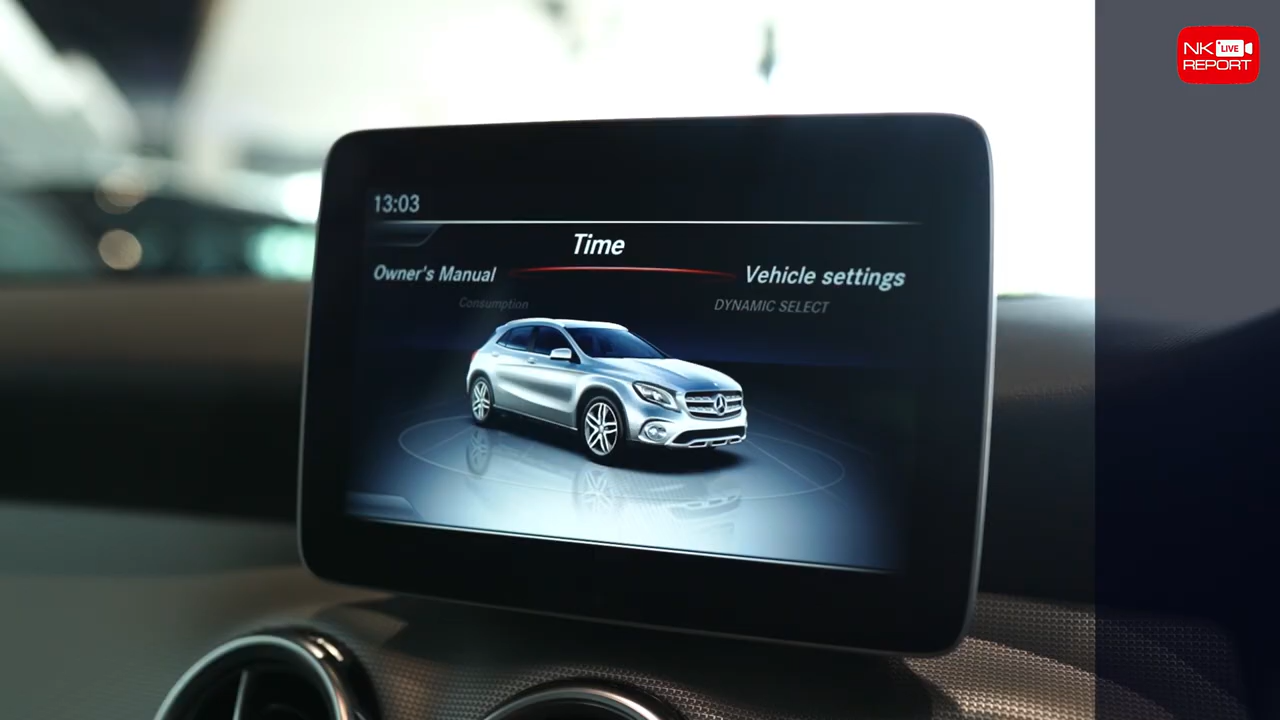 NK LIVE
REPORT
13:03
Time
Owner's Manual
Vehicle settings
Consumption
DYNAMIC SELECT